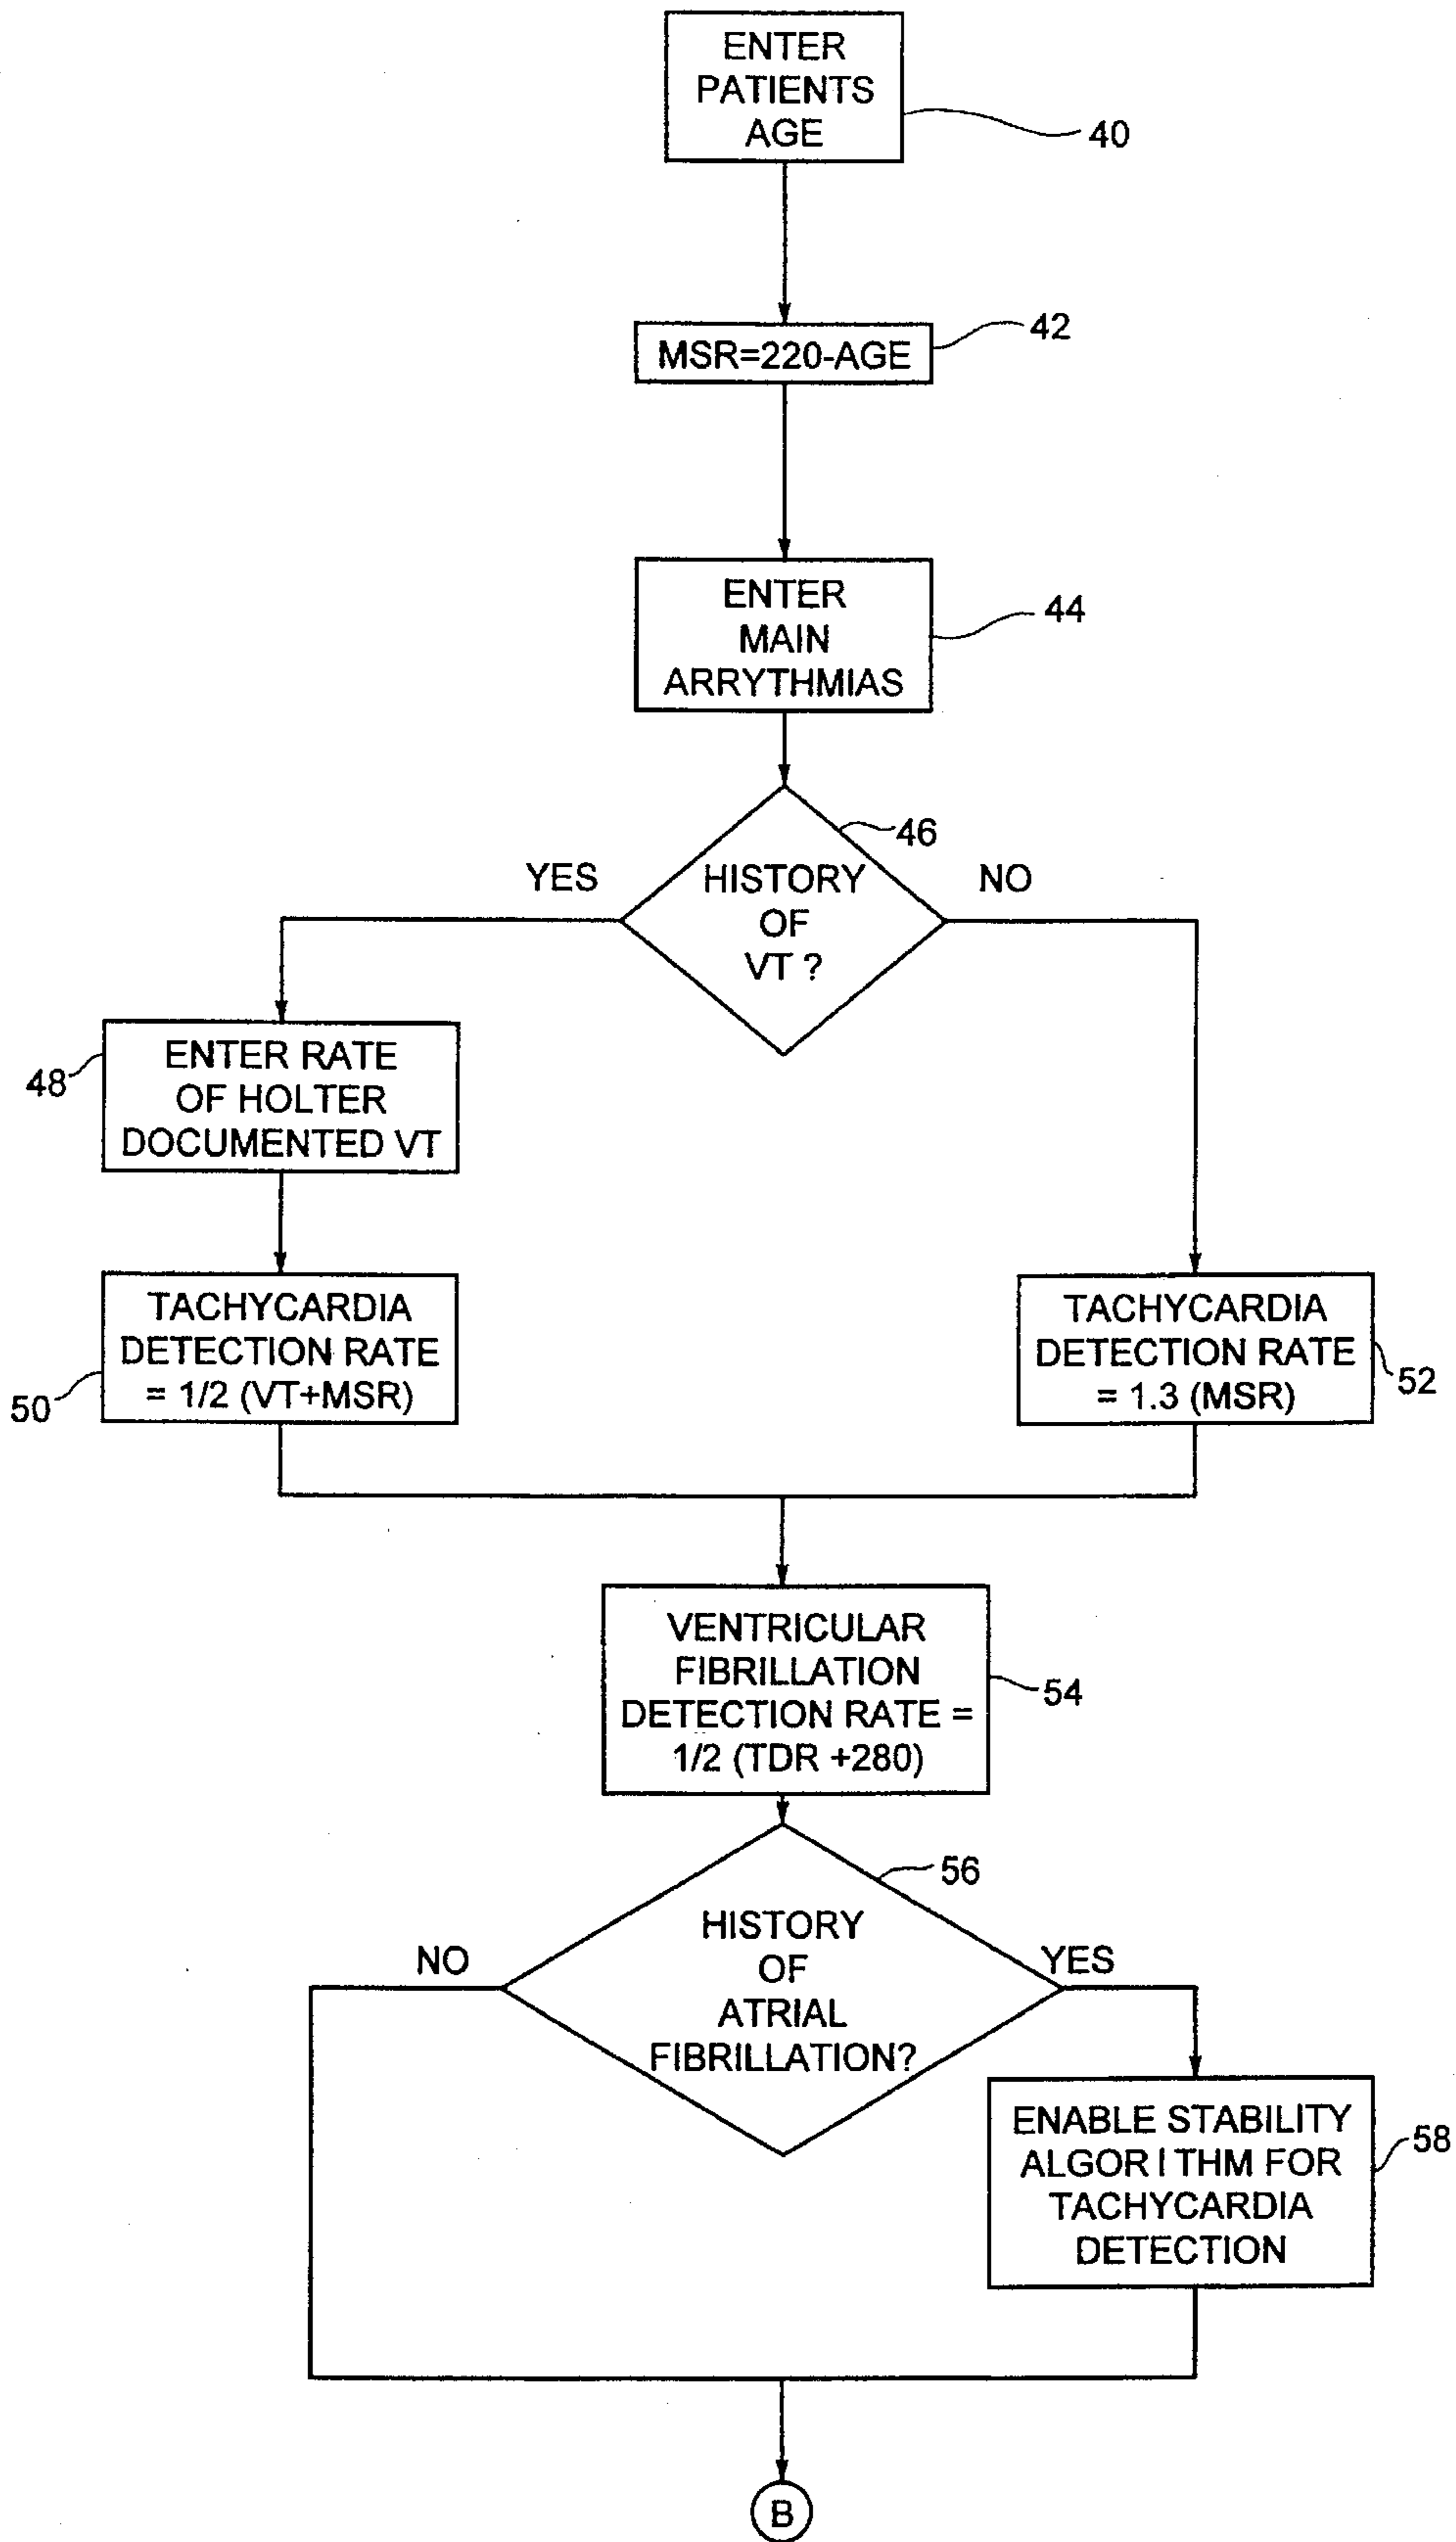 ENTER
PATIENTS
AGE
40
MSR=220-AGE
42
ENTER
MAIN
ARRYTHMIAS
44
46
YES
HISTORY
OF
VT ?
NO
48
ENTER RATE
OF HOLTER
DOCUMENTED VT
50
TACHYCARDIA
DETECTION RATE
= 1/2 (VT+MSR)
TACHYCARDIA
DETECTION RATE
= 1.3 (MSR)
52
VENTRICULAR
FIBRILLATION
DETECTION RATE =
1/2 (TDR +280)
54
56
NO
HISTORY
OF
ATRIAL
FIBRILLATION?
YES
ENABLE STABILITY
ALGOR I THM FOR
TACHYCARDIA
DETECTION
58
B